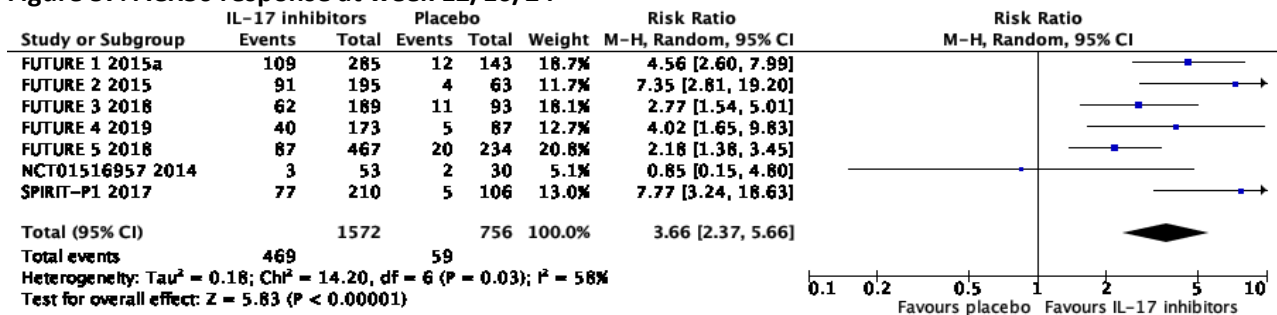 Figure ACR50 response at week 12/16/24
IL-17 inhibitors Placebo Risk Ratio Risk Ratio
Study or Subgroup Events Total Events Total Weight M-H, Random, 95% CI M-H, Random, 95% CI
FUTURE 1 2015a 109 285 12 143 18.7% 4.56 [2.60, 7.99]
FUTURE 2 2015 91 195 4 63 11.7% 7.35 [2.81, 19.20]
FUTURE 3 2018 62 189 11 93 18.1% 2.77 [1.54, 5.01]
FUTURE 4 2019 40 173 5 87 12.7% 4.02 [1.65, 9.83]
FUTURE 5 2018 87 467 20 234 20.8% 2.18 [1.38, 3.45]
NCT01516957 2014 3 53 2 30 5.1% 0.85 [0.15, 4.80]
SPIRIT-P1 2017 77 210 5 106 13.0% 7.77 [3.24, 18.63]
Total (95% CI) 1572 756 100.0% 3.66 [2.37, 5.66]
Total events 469 59
Heterogeneity: Tau² = 0.18; Chi² = 14.20, df = 6 (P = 0.03); I² = 58%
Test for overall effect: Z = 5.83 (P < 0.00001)
0.1 0.2 0.5 1 2 5 10
Favours placebo Favours IL-17 inhibitors